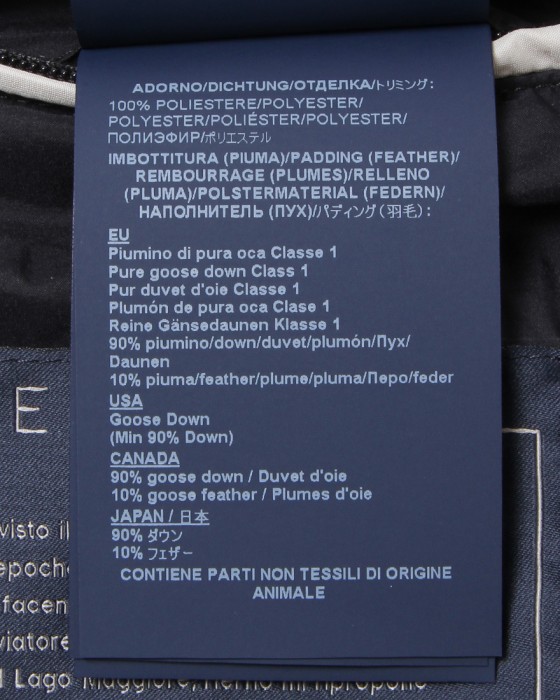 ADORNO/DICHTUNG/ОТДЕЛКА/トリミング:
100% POLIESTERE/POLYESTER/
POLYESTER/POLIÉSTER/POLYESTER/
ПОЛИЭФИР/ポリエステル
IMBOTTITURA (PIUMA)/PADDING (FEATHER)/
REMBOURRAGE (PLUMES)/RELLENO
(PLUMA)/POLSTERMATERIAL (FEDERN)/
НАПОЛНИТЕЛЬ (ПУХ)/パディング(羽毛):
EU
Piumino di pura oca Classe 1
Pure goose down Class 1
Pur duvet d'oie Classe 1
Plumón de pura oca Clase 1
Reine Gänsedaunen Klasse 1
90% piumino/down/duvet/plumón/Пух/
Daunen
10% piuma/feather/plume/pluma/Перо/feder
USA
Goose Down
(Min 90% Down)
CANADA
90% goose down / Duvet d'oie
10% goose feather / Plumes d'oie
JAPAN / 日本
90% ダウン
10% フェザー
CONTIENE PARTI NON TESSILI DI ORIGINE
ANIMALE
E
visto il
epoch
facen
viatore
Lago Maggiore,